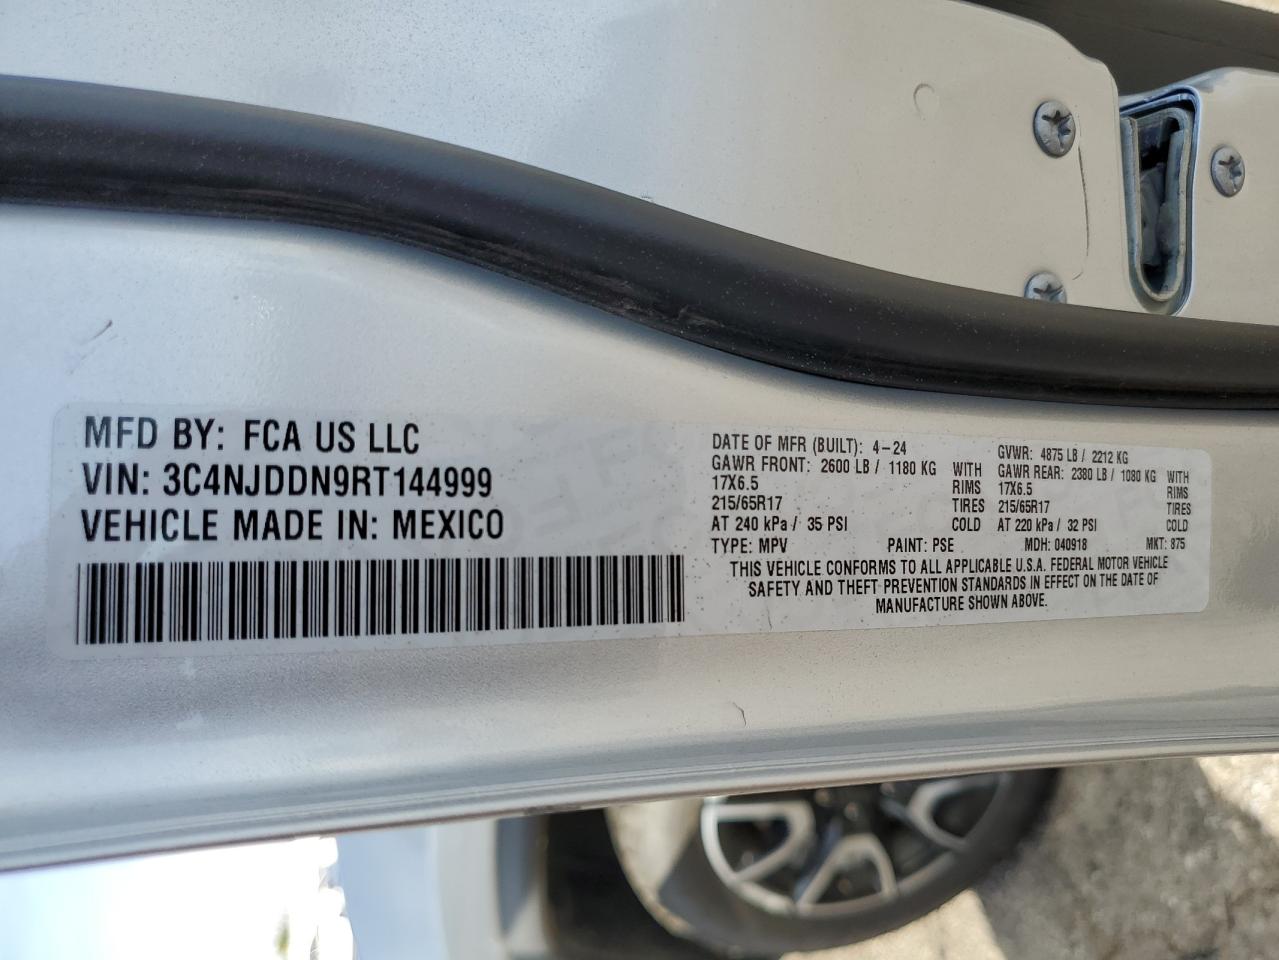 MFD BY: FCA US LLC
VIN: 3C4NJDDN9RT144999
VEHICLE MADE IN: MEXICO
DATE OF MFR (BUILT): 4-24 GVWR: 4875 LB / 2212 KG
GAWR FRONT: 2600 LB / 1180 KG WITH GAWR REAR: 2380 LB / 1080 KG WITH
17X6.5 RIMS 17X6.5 RIMS
215/65R17 TIRES 215/65R17 TIRES
AT 240 kPa / 35 PSI COLD AT 220 kPa / 32 PSI COLD
TYPE: MPV PAINT: PSE MDH: 040918 MKT: 875
THIS VEHICLE CONFORMS TO ALL APPLICABLE U.S.A. FEDERAL MOTOR VEHICLE
SAFETY AND THEFT PREVENTION STANDARDS IN EFFECT ON THE DATE OF
MANUFACTURE SHOWN ABOVE.